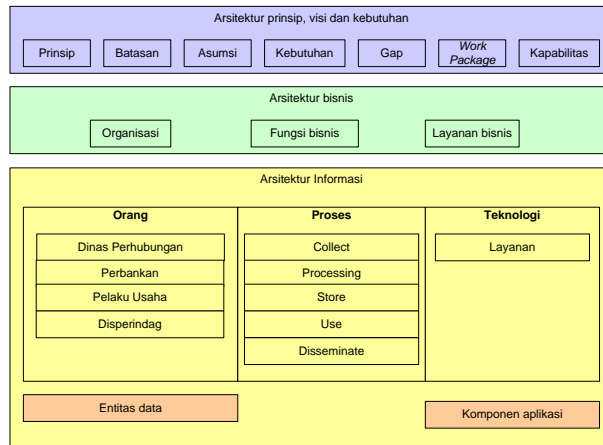 Arsitektur prinsip, visi dan kebutuhan
Prinsip
Batasan
Asumsi
Kebutuhan
Gap
Work
Package
Kapabilitas
Arsitektur bisnis
Organisasi
Fungsi bisnis
Layanan bisnis
Arsitektur Informasi
Orang
Dinas Perhubungan
Perbankan
Pelaku Usaha
Disperindag
Proses
Collect
Processing
Store
Use
Disseminate
Teknologi
Layanan
Entitas data
Komponen aplikasi